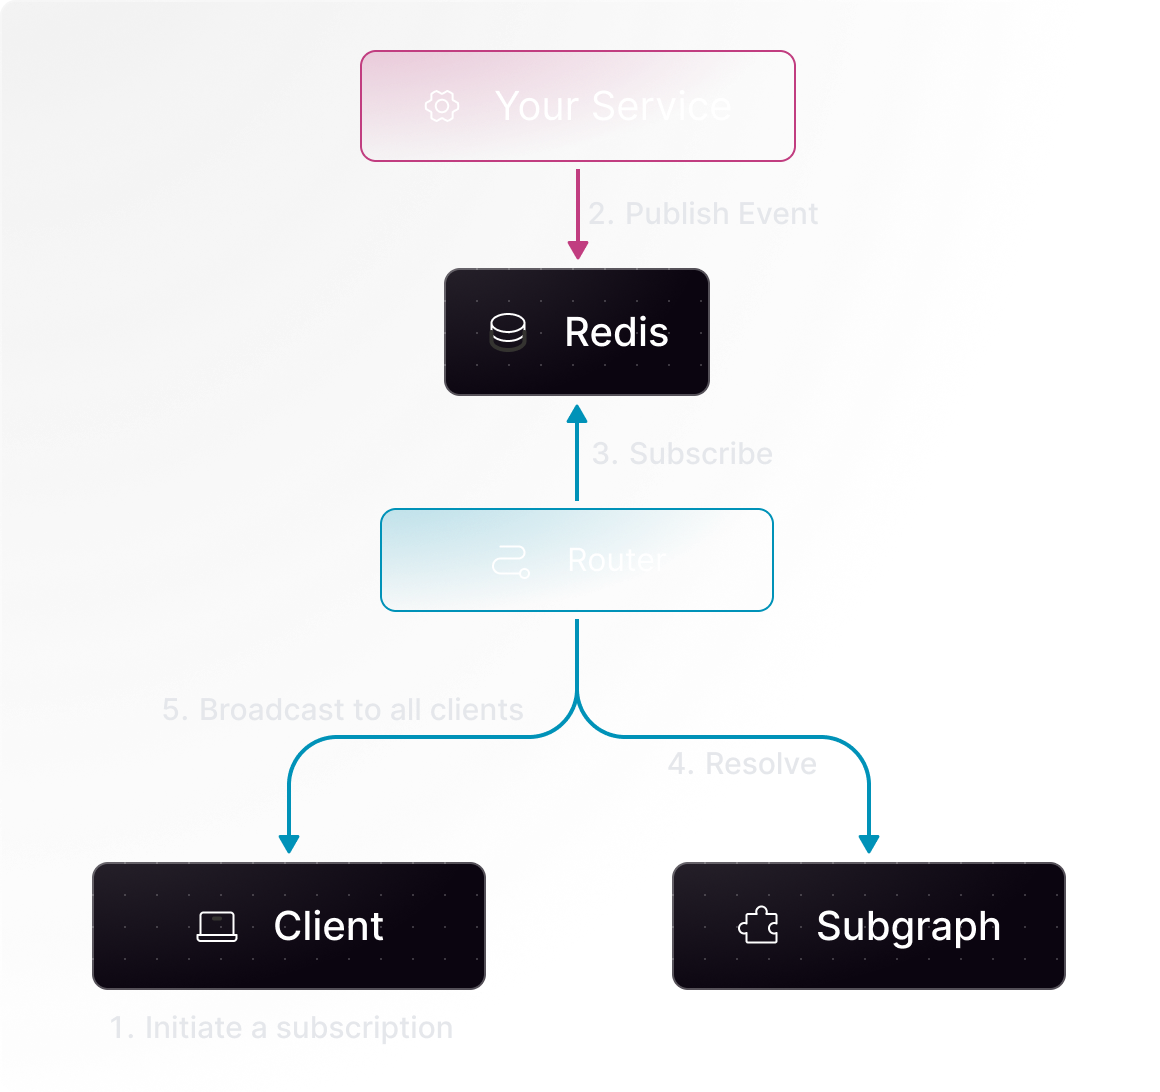 Your Service
2. Publish Event
Redis
3. Subscribe
Router
5. Broadcast to all clients
4. Resolve
Client
Subgraph
1. Initiate a subscription